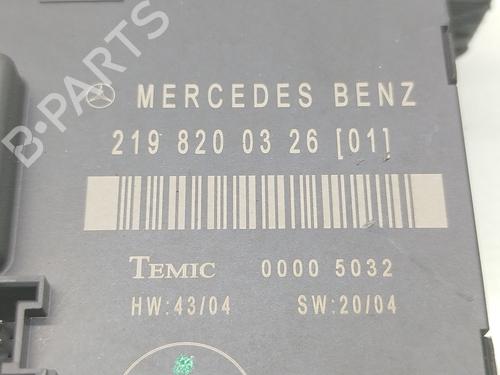 B-PARTS
MERCEDES BENZ
219 820 03 26 [01]
TEMIC 0000 5032
HW:43/04 SW:20/04